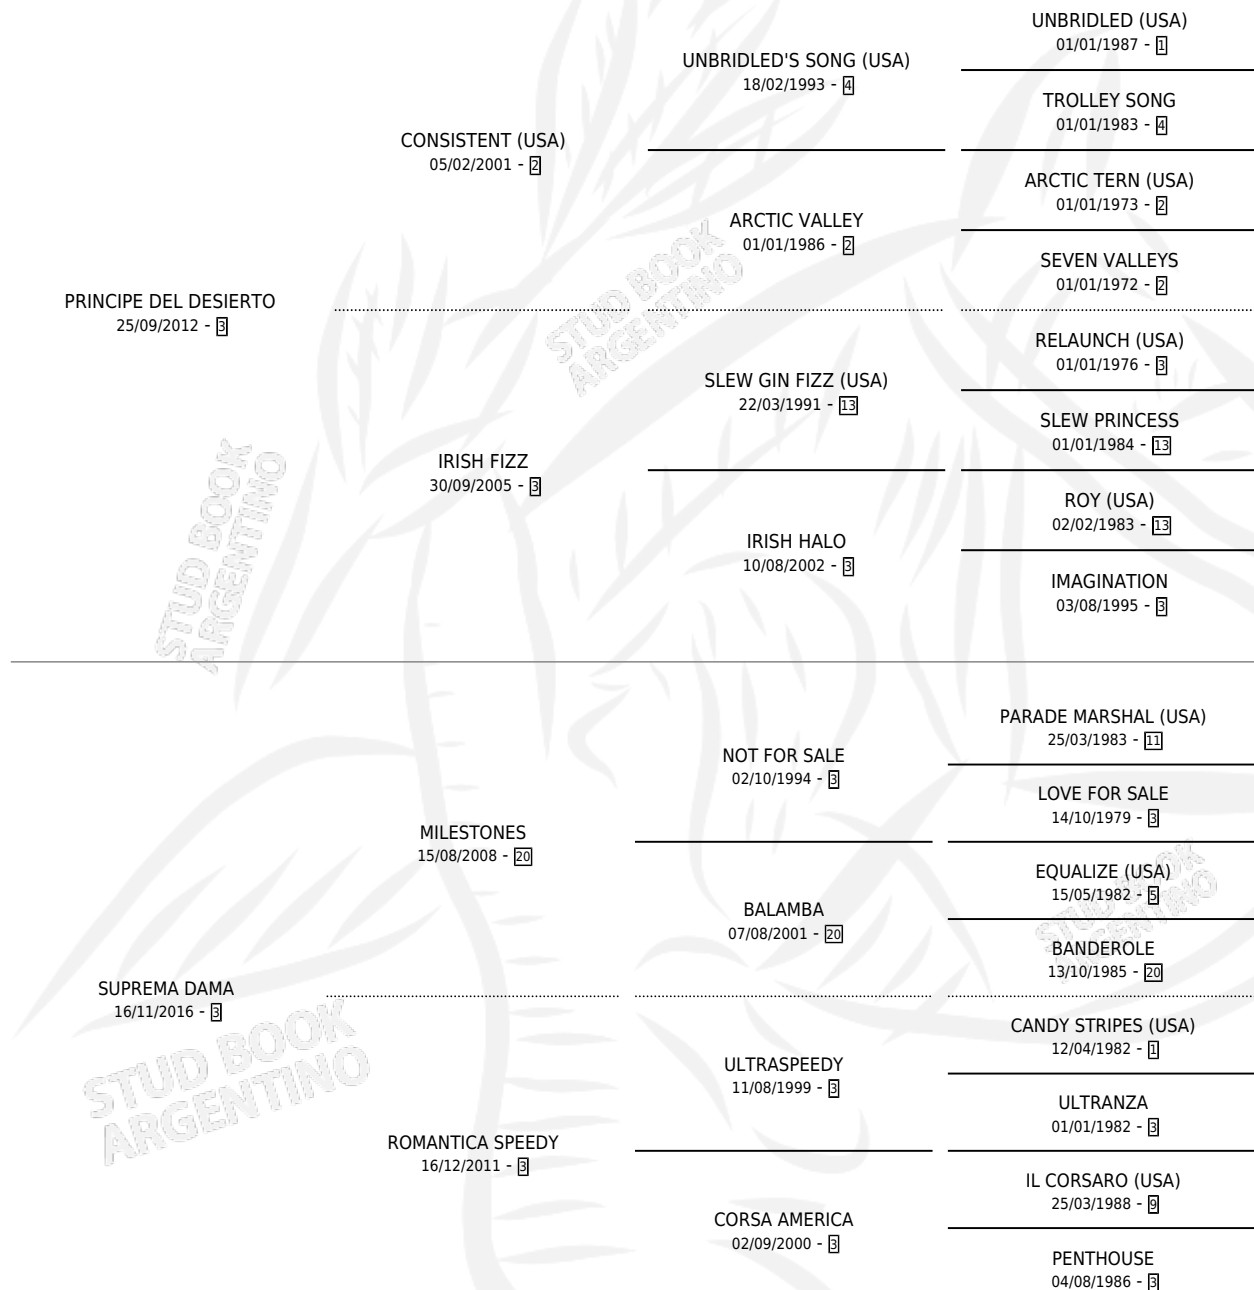 UNBRIDLED (USA)
01/01/1987 - 1
UNBRIDLED'S SONG (USA)
18/02/1993 - 4
TROLLEY SONG
01/01/1983 - 4
CONSISTENT (USA)
05/02/2001 - 2
ARCTIC TERN (USA)
01/01/1973 - 2
ARCTIC VALLEY
01/01/1986 - 2
SEVEN VALLEYS
01/01/1972 - 2
PRINCIPE DEL DESIERTO
25/09/2012 - 3
STUD BOOK
ARGENTINO
RELAUNCH (USA)
01/01/1976 - 3
SLEW GIN FIZZ (USA)
22/03/1991 - 13
SLEW PRINCESS
01/01/1984 - 13
IRISH FIZZ
30/09/2005 - 3
ROY (USA)
02/02/1983 - 13
IRISH HALO
10/08/2002 - 3
IMAGINATION
03/08/1995 - 3
STUD BOOK
ARGENTINO
PARADE MARSHAL (USA)
25/03/1983 - 11
NOT FOR SALE
02/10/1994 - 3
LOVE FOR SALE
14/10/1979 - 3
MILESTONES
15/08/2008 - 20
EQUALIZE (USA)
15/05/1982 - 5
BALAMBA
07/08/2001 - 20
STUD BOOK
ARGENTINO
BANDEROLE
13/10/1985 - 20
SUPREMA DAMA
16/11/2016 - 3
STUD BOOK
ARGENTINO
CANDY STRIPES (USA)
12/04/1982 - 1
ULTRASPEEDY
11/08/1999 - 3
ULTRANZA
01/01/1982 - 3
ROMANTICA SPEEDY
16/12/2011 - 3
IL CORSARO (USA)
25/03/1988 - 9
CORSA AMERICA
02/09/2000 - 3
PENTHOUSE
04/08/1986 - 3